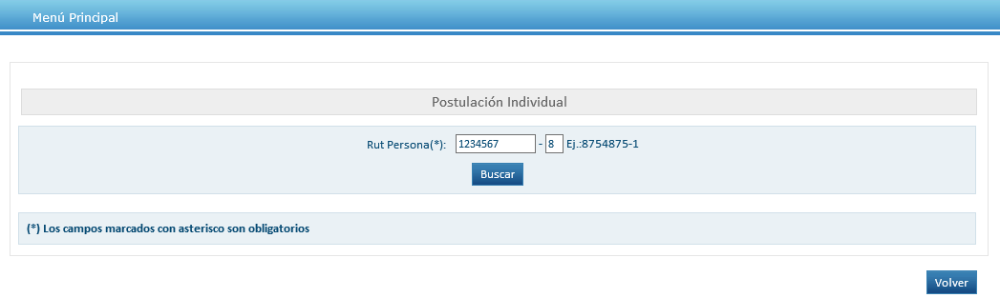 Menú Principal
Postulación Individual
Rut Persona(*): 1234567 - 8 Ej.:8754875-1
Buscar
(*) Los campos marcados con asterisco son obligatorios
Volver